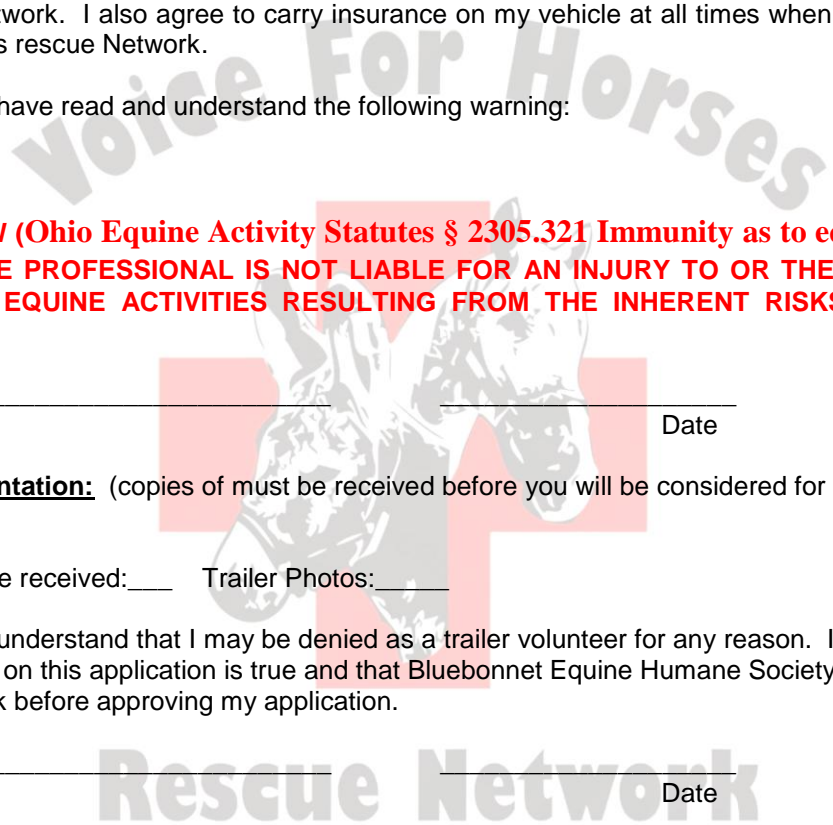 twork. I also agree to carry insurance on my vehicle at all times when
s rescue Network.
have read and understand the following warning:
(Ohio Equine Activity Statutes § 2305.321 Immunity as to e
E PROFESSIONAL IS NOT LIABLE FOR AN INJURY TO OR THE
EQUINE ACTIVITIES RESULTING FROM THE INHERENT RISKS
Date
ntation: (copies of must be received before you will be considered for
e received:___ Trailer Photos:_____
understand that I may be denied as a trailer volunteer for any reason. I
on this application is true and that Bluebonnet Equine Humane Society
k before approving my application.
Date
Voice For Horses
Rescue Network